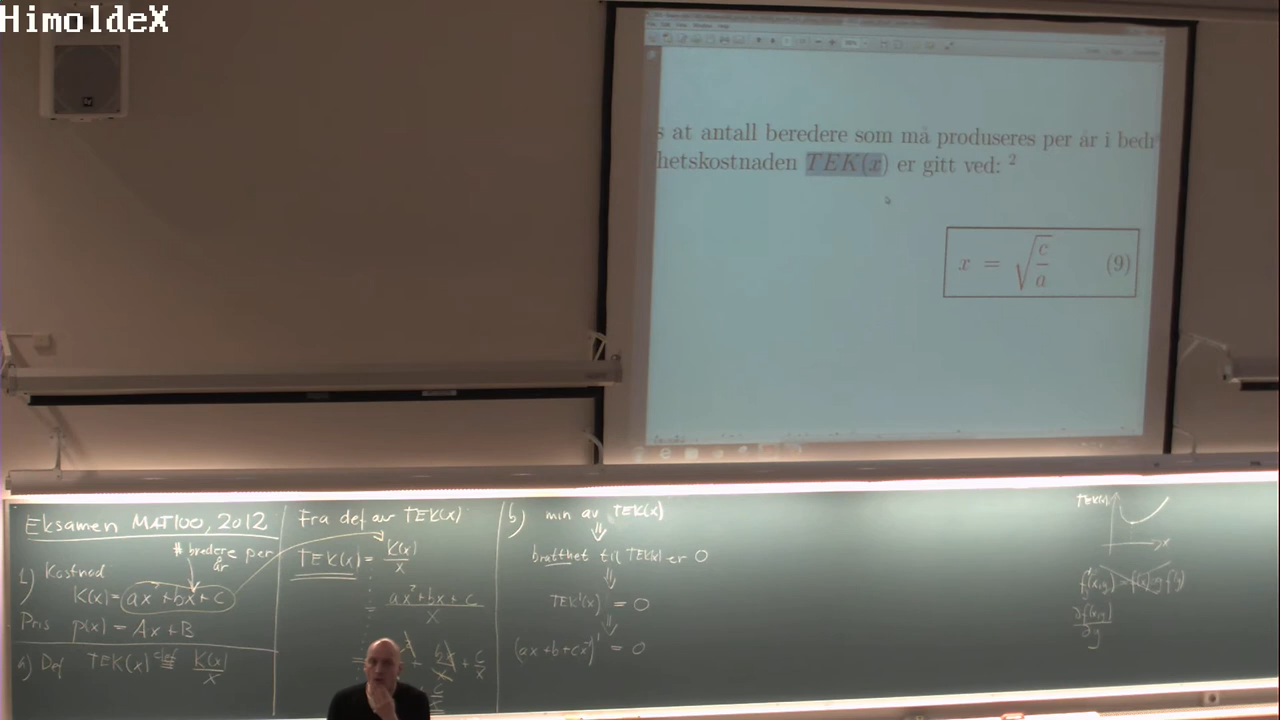 HimoldeX
s at antall beredere som må produseres per år i bedr
hetskostnaden TEK(x) er gitt ved: ²
x = √(c/a) (9)
Eksamen MAT100, 2012
# bredere per år
1) Kostnad
K(x) = ax² + bx + c
Pris p(x) = Ax + B
a) Def TEK(x) def≡ K(x)/x
Fra def av TEK(x)
TEK(x) = K(x)/x
= ax² + bx + c / x
b) min av TEK(x)
⇓
bratthet til TEK(x) er 0
⇓
TEK'(x) = 0
⇓
(ax + b + cx⁻¹)' = 0
TEK(x)
x
∂f(x,y)/∂y